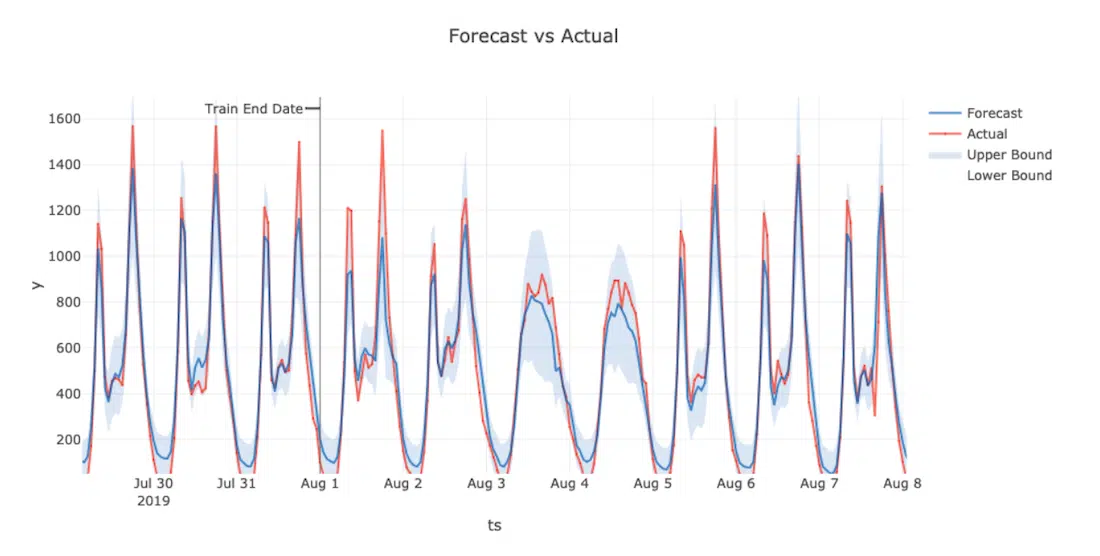 Forecast vs Actual
Train End Date
Forecast
Actual
Upper Bound
Lower Bound
1600
1400
1200
1000
800
600
400
200
y
Jul 30
2019
Jul 31
Aug 1
Aug 2
Aug 3
Aug 4
Aug 5
Aug 6
Aug 7
Aug 8
ts